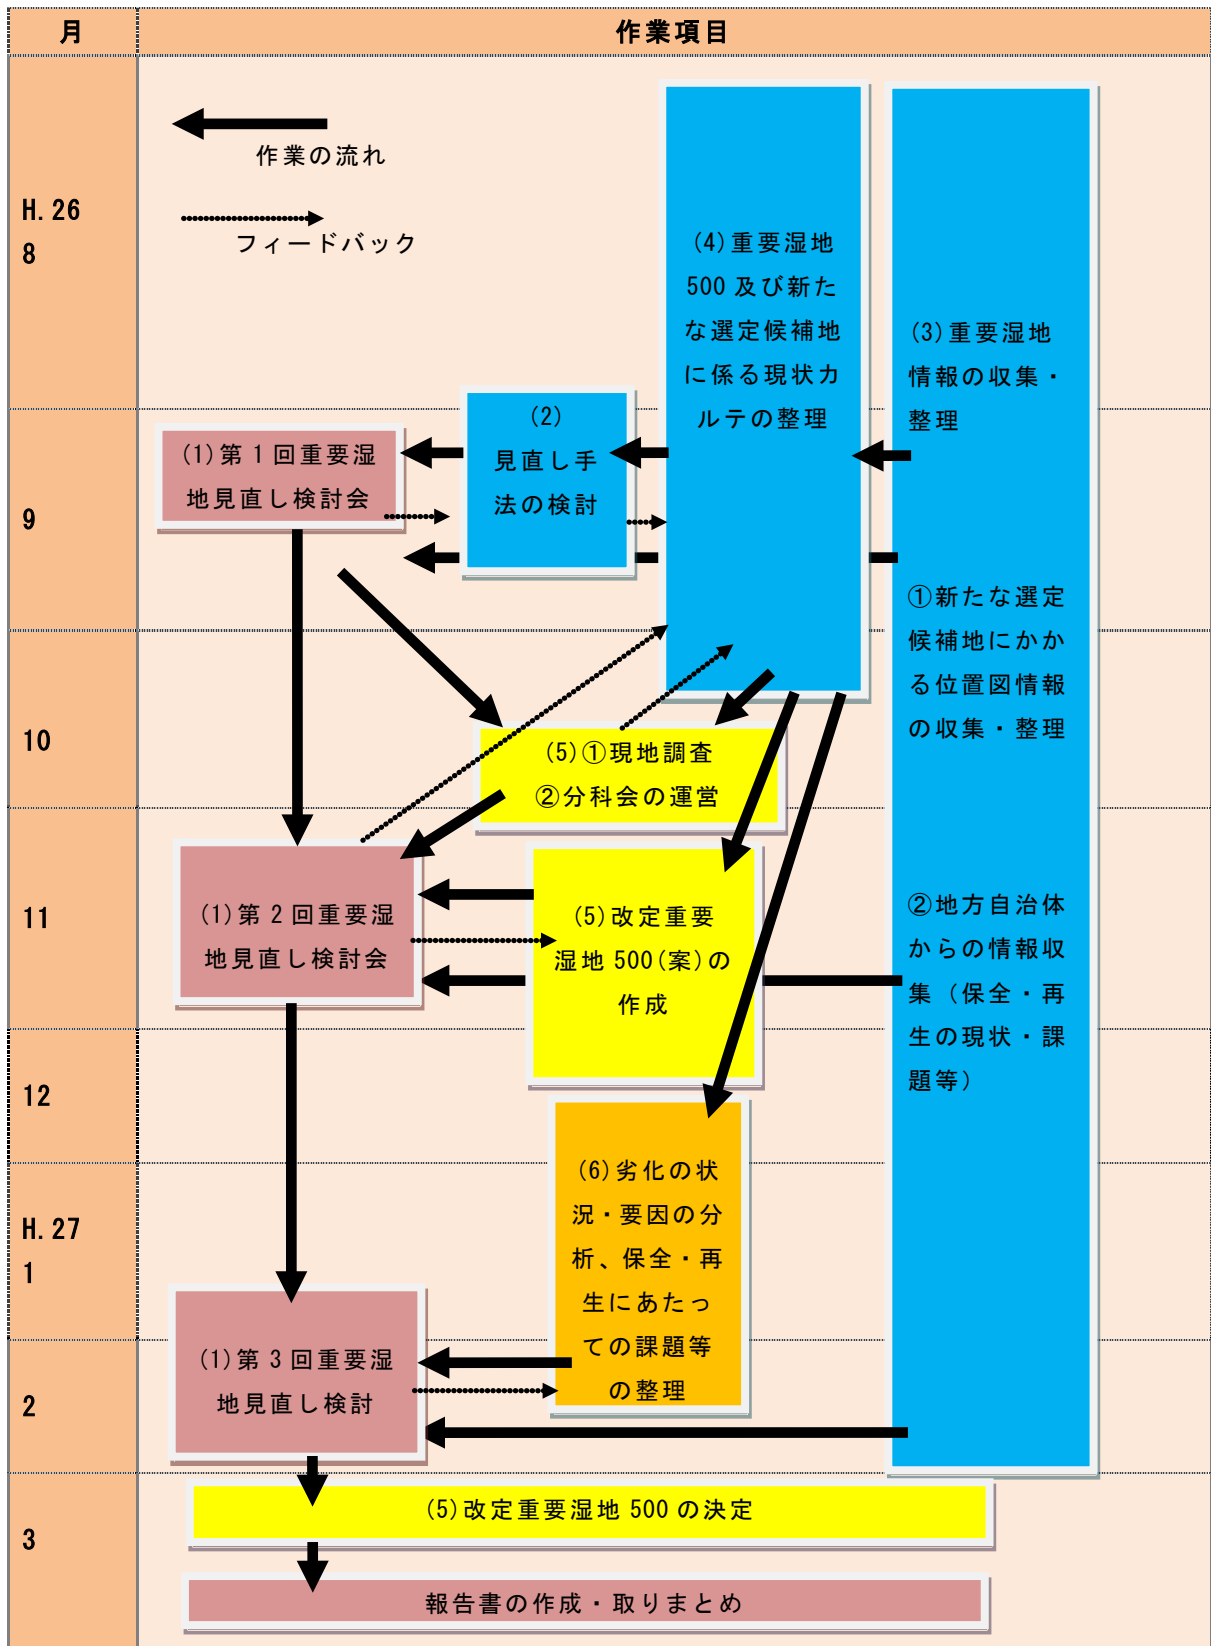 月
作業項目
作業の流れ
フィードバック
H.26
8
9
10
11
12
H.27
1
2
3
(4)重要湿地
500 及び新た
な選定候補地
に係る現状カ
ルテの整理
(3)重要湿地
情報の収集・
整理
①新たな選定
候補地にかか
る位置図情報
の収集・整理
②地方自治体
からの情報収
集（保全・再
生の現状・課
題等）
(2)
見直し手
法の検討
(1)第１回重要湿
地見直し検討会
(5)①現地調査
②分科会の運営
(1)第２回重要湿
地見直し検討会
(5)改定重要
湿地 500(案)の
作成
(6)劣化の状
況・要因の分
析、保全・再
生にあたっ
ての課題等
の整理
(1)第３回重要湿
地見直し検討
(5)改定重要湿地 500 の決定
報告書の作成・取りまとめ